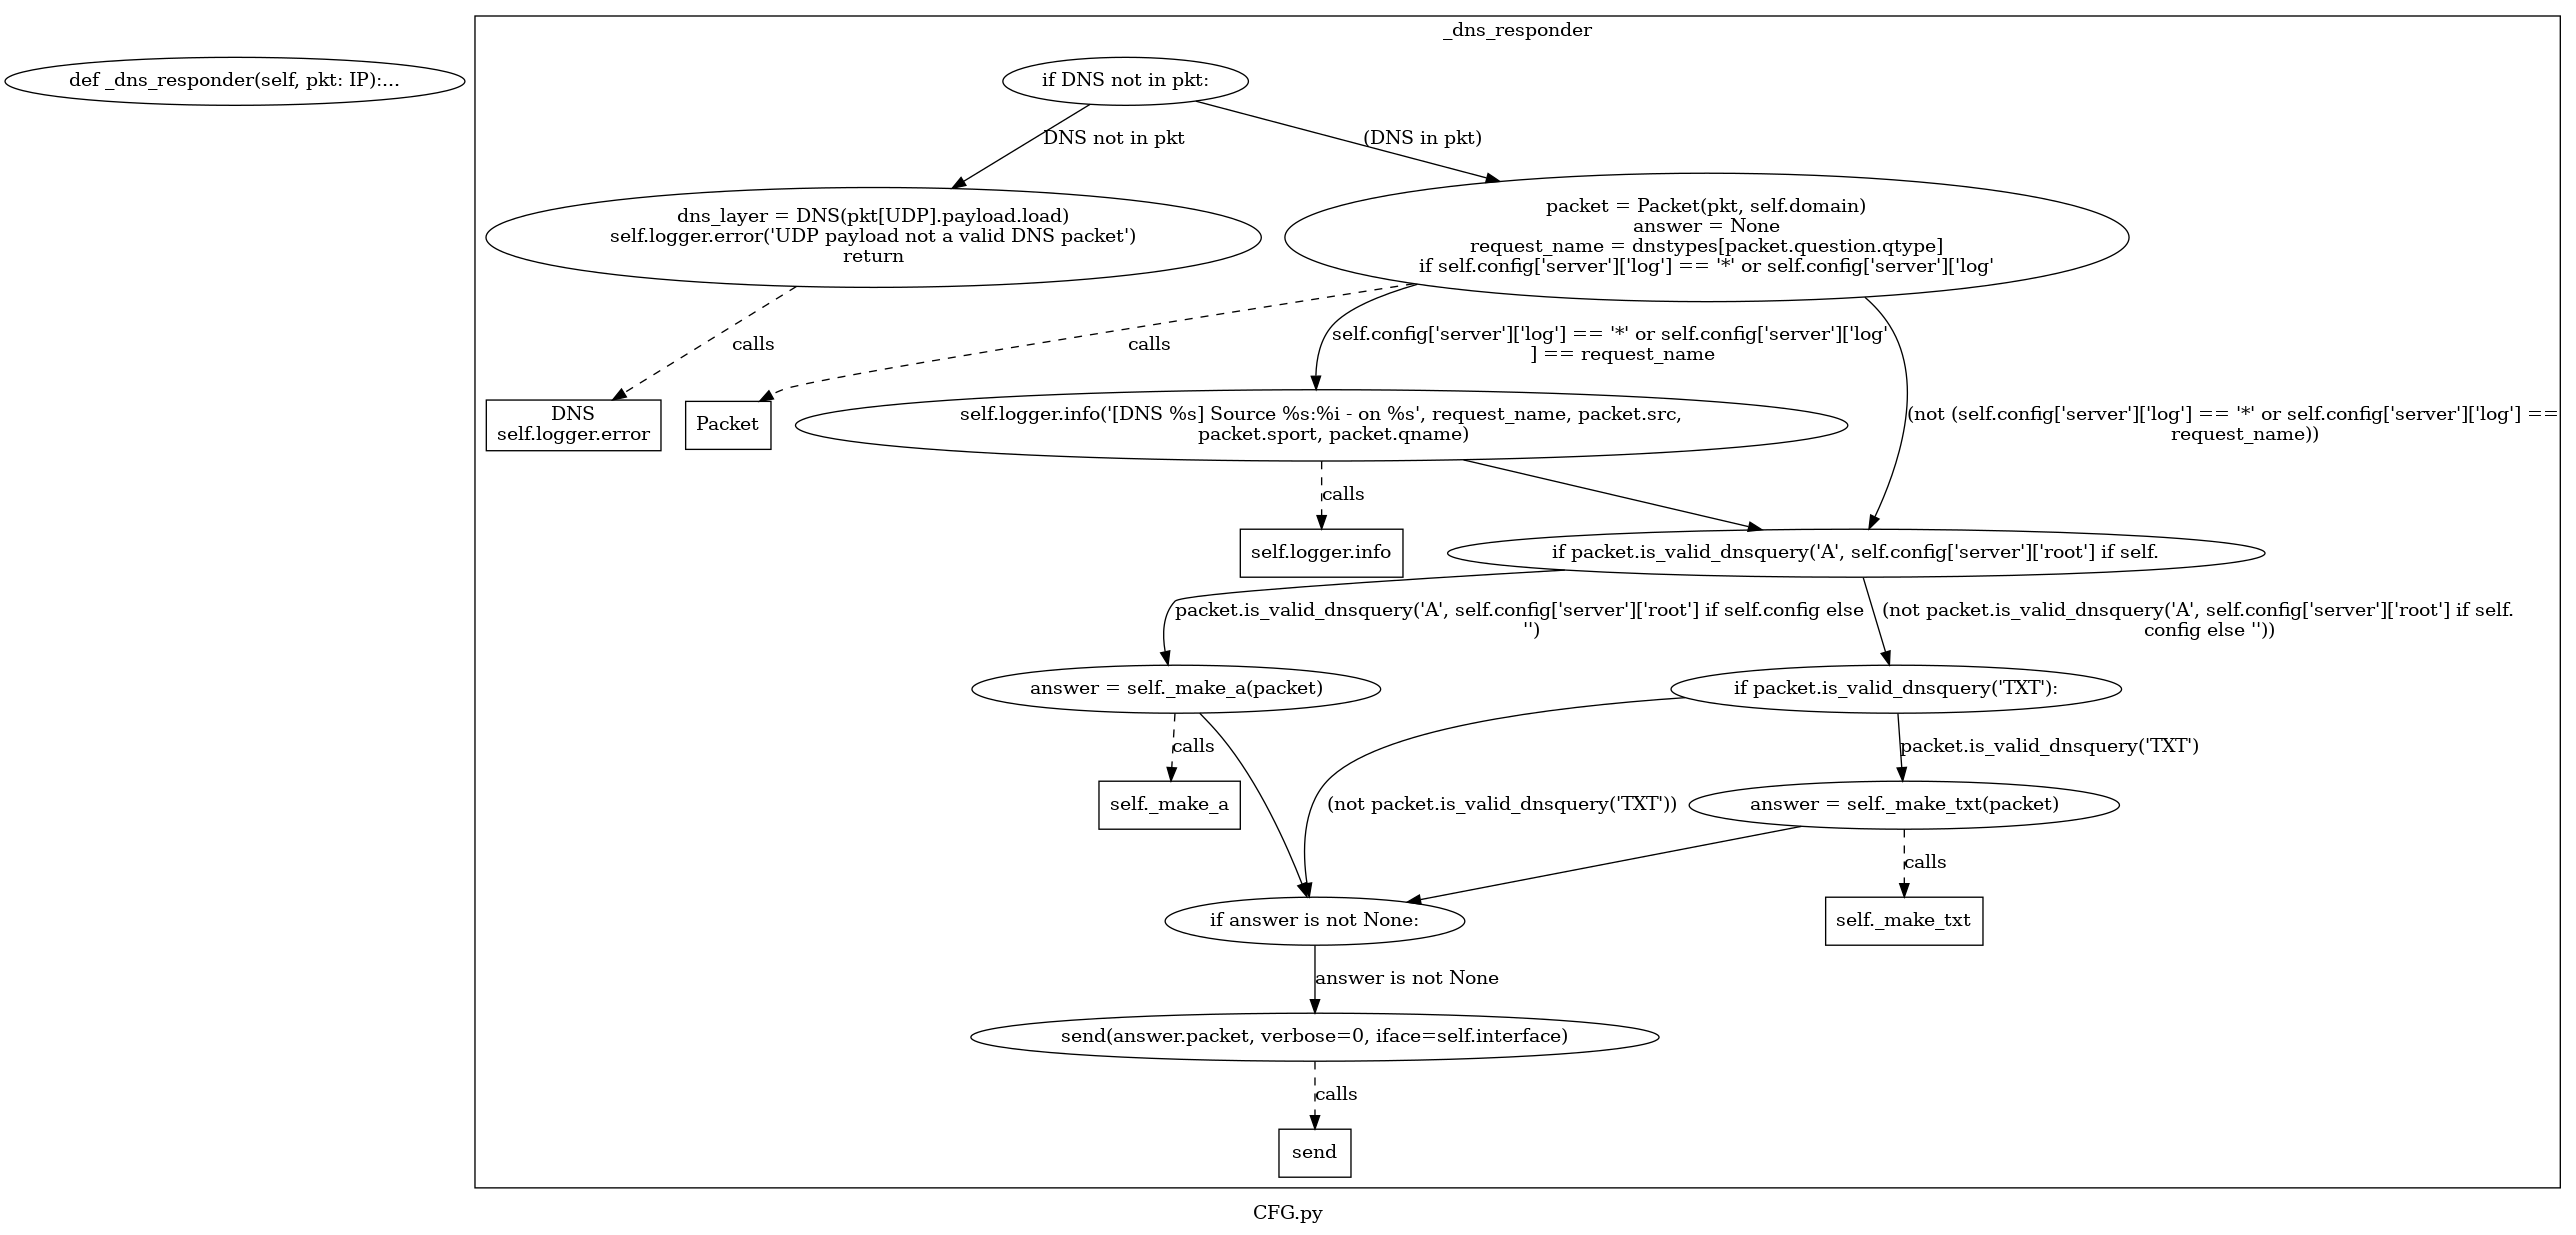 _dns_responder
def _dns_responder(self, pkt: IP):...
if DNS not in pkt:
DNS not in pkt
(DNS in pkt)
dns_layer = DNS(pkt[UDP].payload.load)
self.logger.error('UDP payload not a valid DNS packet')
return
packet = Packet(pkt, self.domain)
answer = None
request_name = dnstypes[packet.question.qtype]
if self.config['server']['log'] == '*' or self.config['server']['log'
calls
calls
self.config['server']['log'] == '*' or self.config['server']['log'
] == request_name
DNS
self.logger.error
Packet
self.logger.info('[DNS %s] Source %s:%i - on %s', request_name, packet.src,
packet.sport, packet.qname)
(not (self.config['server']['log'] == '*' or self.config['server']['log'] ==
request_name))
calls
self.logger.info
if packet.is_valid_dnsquery('A', self.config['server']['root'] if self.
packet.is_valid_dnsquery('A', self.config['server']['root'] if self.config else
'')
(not packet.is_valid_dnsquery('A', self.config['server']['root'] if self.
config else ''))
answer = self._make_a(packet)
if packet.is_valid_dnsquery('TXT'):
calls
packet.is_valid_dnsquery('TXT')
self._make_a
(not packet.is_valid_dnsquery('TXT'))
answer = self._make_txt(packet)
calls
if answer is not None:
self._make_txt
answer is not None
send(answer.packet, verbose=0, iface=self.interface)
calls
send
CFG.py